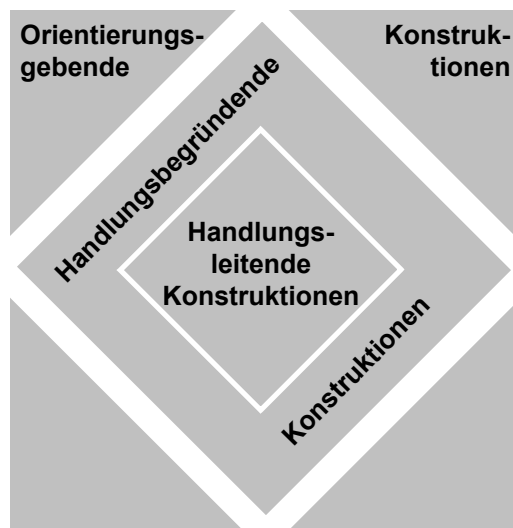 Orientierungs-
gebende
Konstruk-
tionen
Handlungsbegründende
Konstruktionen
Handlungs-
leitende
Konstruktionen